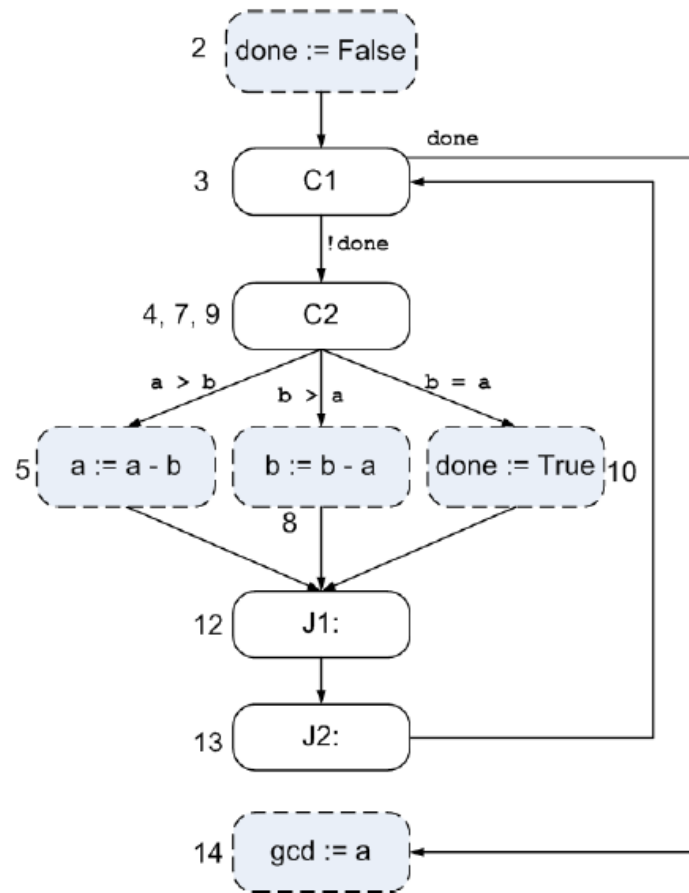 2
done := False
done
3
C1
!done
4, 7, 9
C2
a > b
b > a
b = a
5
a := a - b
b := b - a
done := True
10
8
12
J1:
13
J2:
14
gcd := a